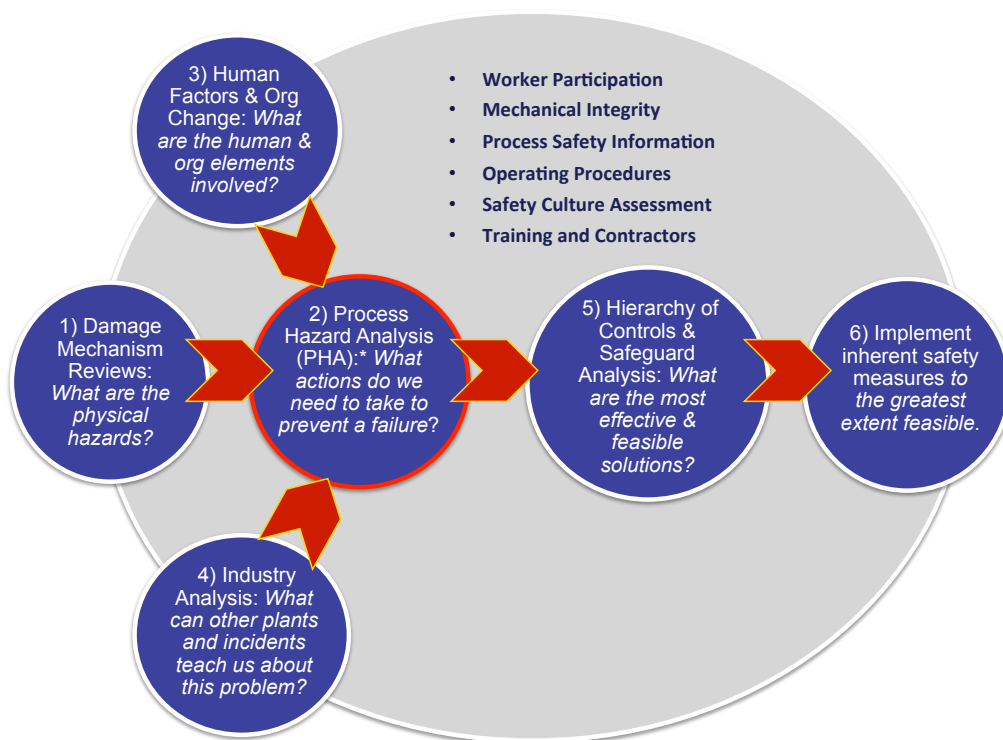 3) Human
Factors & Org
Change: What
are the human &
org elements
involved?
• Worker Participation
• Mechanical Integrity
• Process Safety Information
• Operating Procedures
• Safety Culture Assessment
• Training and Contractors
1) Damage
Mechanism
Reviews:
What are the
physical
hazards?
2) Process
Hazard Analysis
(PHA):* What
actions do we
need to take to
prevent a failure?
5) Hierarchy of
Controls &
Safeguard
Analysis: What
are the most
effective &
feasible
solutions?
6) Implement
inherent safety
measures to
the greatest
extent feasible.
4) Industry
Analysis: What
can other plants
and incidents
teach us about
this problem?